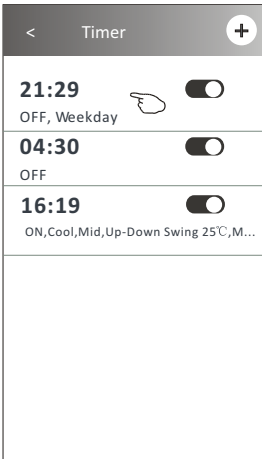 < Timer +
21:29
OFF, Weekday
04:30
OFF
16:19
ON,Cool,Mid,Up-Down Swing 25℃,M...